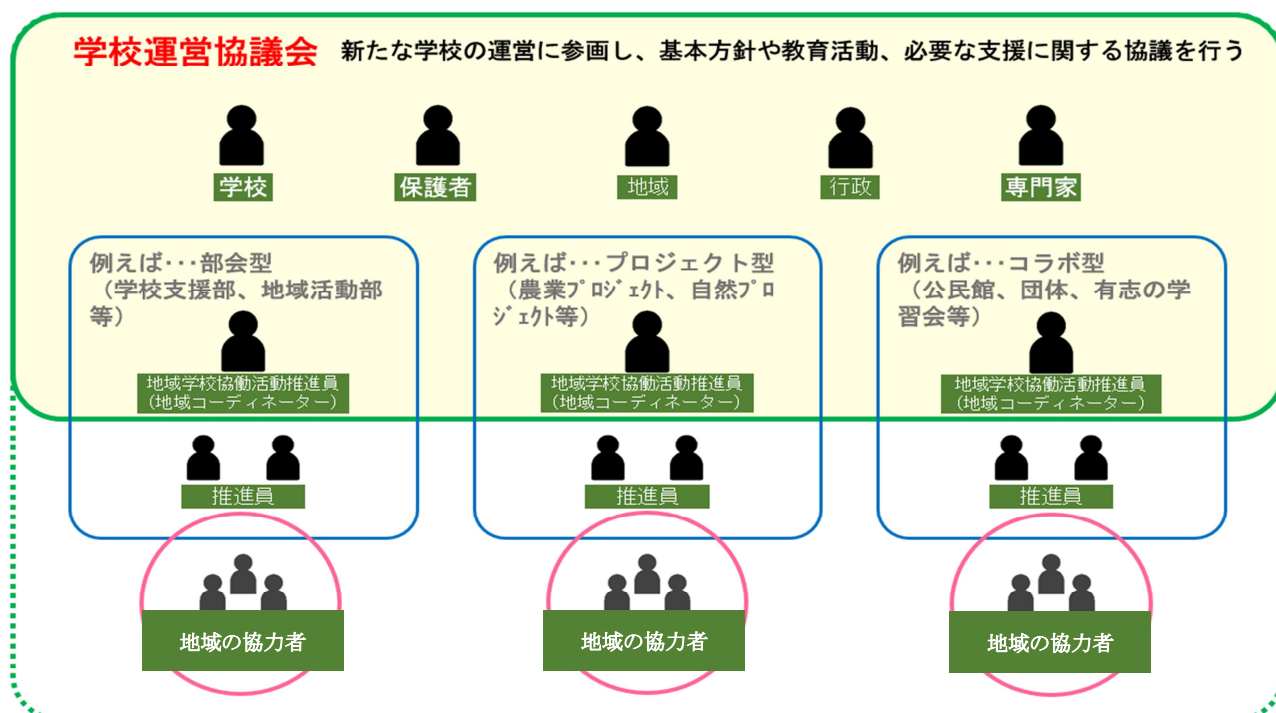 学校運営協議会 新たな学校の運営に参画し、基本方針や教育活動、必要な支援に関する協議を行う
学校
保護者
地域
行政
専門家
例えば･･･部会型
（学校支援部、地域活動部
等）
地域学校協働活動推進員
（地域コーディネーター）
推進員
地域の協力者
例えば･･･プロジェクト型
（農業ﾌﾟﾛｼﾞｪｸﾄ、自然ﾌﾟﾛ
ｼﾞｪｸﾄ等）
地域学校協働活動推進員
（地域コーディネーター）
推進員
地域の協力者
例えば･･･コラボ型
（公民館、団体、有志の学
習会等）
地域学校協働活動推進員
（地域コーディネーター）
推進員
地域の協力者